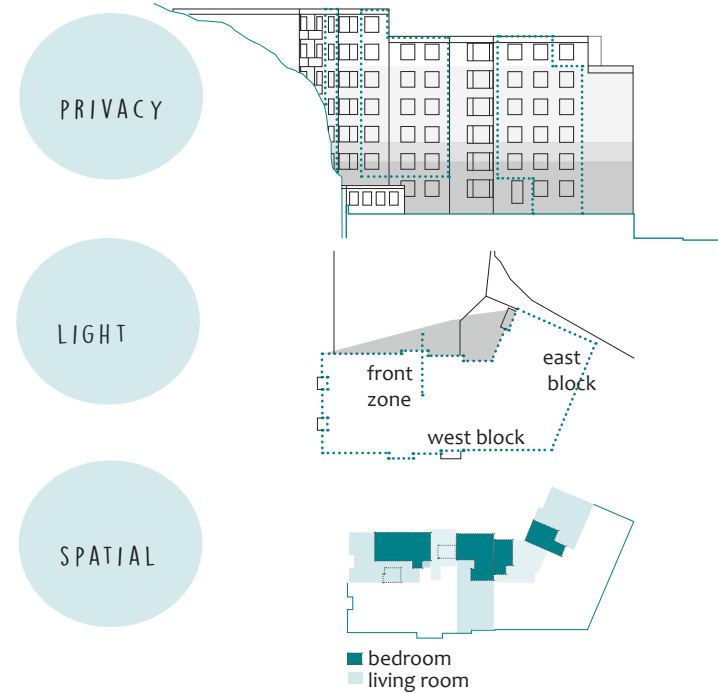 PRIVACY
LIGHT
front
zone
east
block
west block
SPATIAL
bedroom
living room